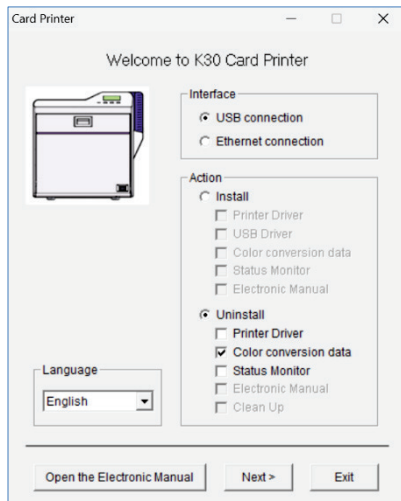 Card Printer
Welcome to K30 Card Printer
Interface
USB connection
Ethernet connection
Action
Install
Printer Driver
USB Driver
Color conversion data
Status Monitor
Electronic Manual
Uninstall
Printer Driver
Color conversion data
Status Monitor
Electronic Manual
Clean Up
Language
English
Open the Electronic Manual
Next >
Exit